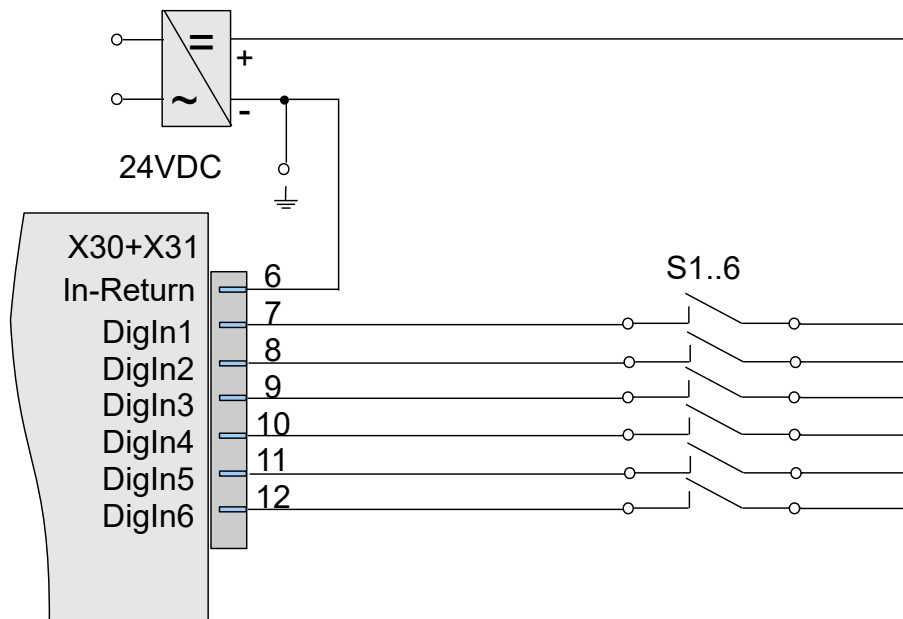 =
+
~
-
24VDC
X30+X31
S1..6
In-Return 6
DigIn1 7
DigIn2 8
DigIn3 9
DigIn4 10
DigIn5 11
DigIn6 12